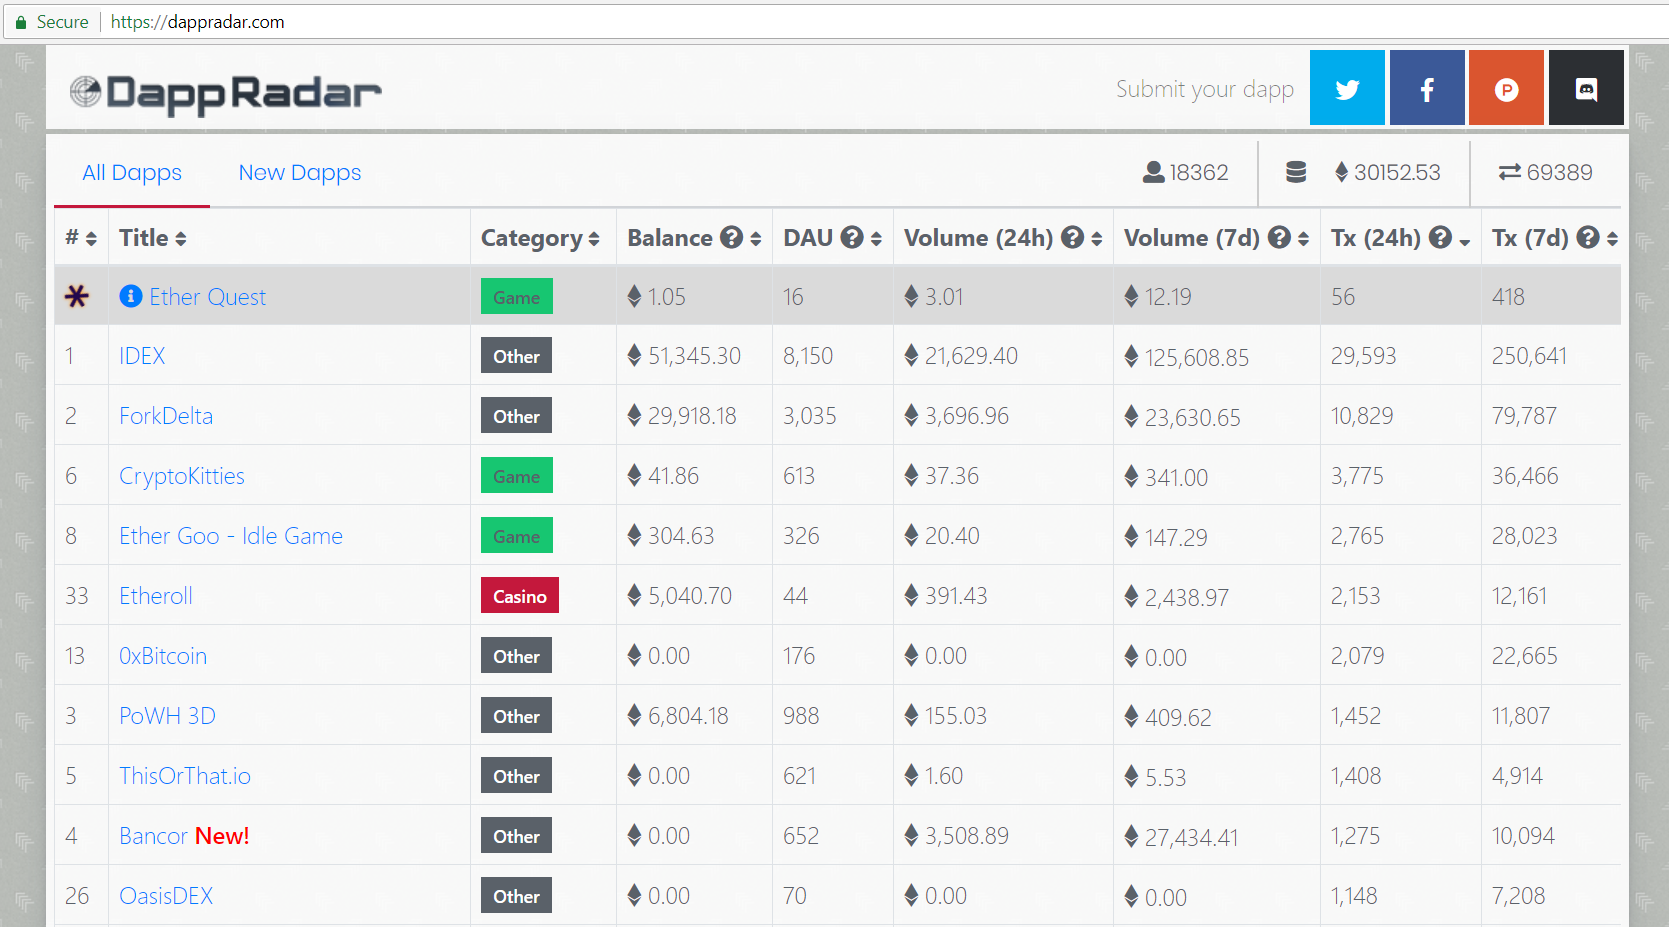 Secure https://dappradar.com
DappRadar Submit your dapp
All Dapps New Dapps 18362 30152.53 69389
# Title Category Balance DAU Volume (24h) Volume (7d) Tx (24h) Tx (7d)
Ether Quest Game 1.05 16 3.01 12.19 56 418
1 IDEX Other 51,345.30 8,150 21,629.40 125,608.85 29,593 250,641
2 ForkDelta Other 29,918.18 3,035 3,696.96 23,630.65 10,829 79,787
6 CryptoKitties Game 41.86 613 37.36 341.00 3,775 36,466
8 Ether Goo - Idle Game Game 304.63 326 20.40 147.29 2,765 28,023
33 Etheroll Casino 5,040.70 44 391.43 2,438.97 2,153 12,161
13 0xBitcoin Other 0.00 176 0.00 0.00 2,079 22,665
3 PoWH 3D Other 6,804.18 988 155.03 409.62 1,452 11,807
5 ThisOrThat.io Other 0.00 621 1.60 5.53 1,408 4,914
4 Bancor New! Other 0.00 652 3,508.89 27,434.41 1,275 10,094
26 OasisDEX Other 0.00 70 0.00 0.00 1,148 7,208